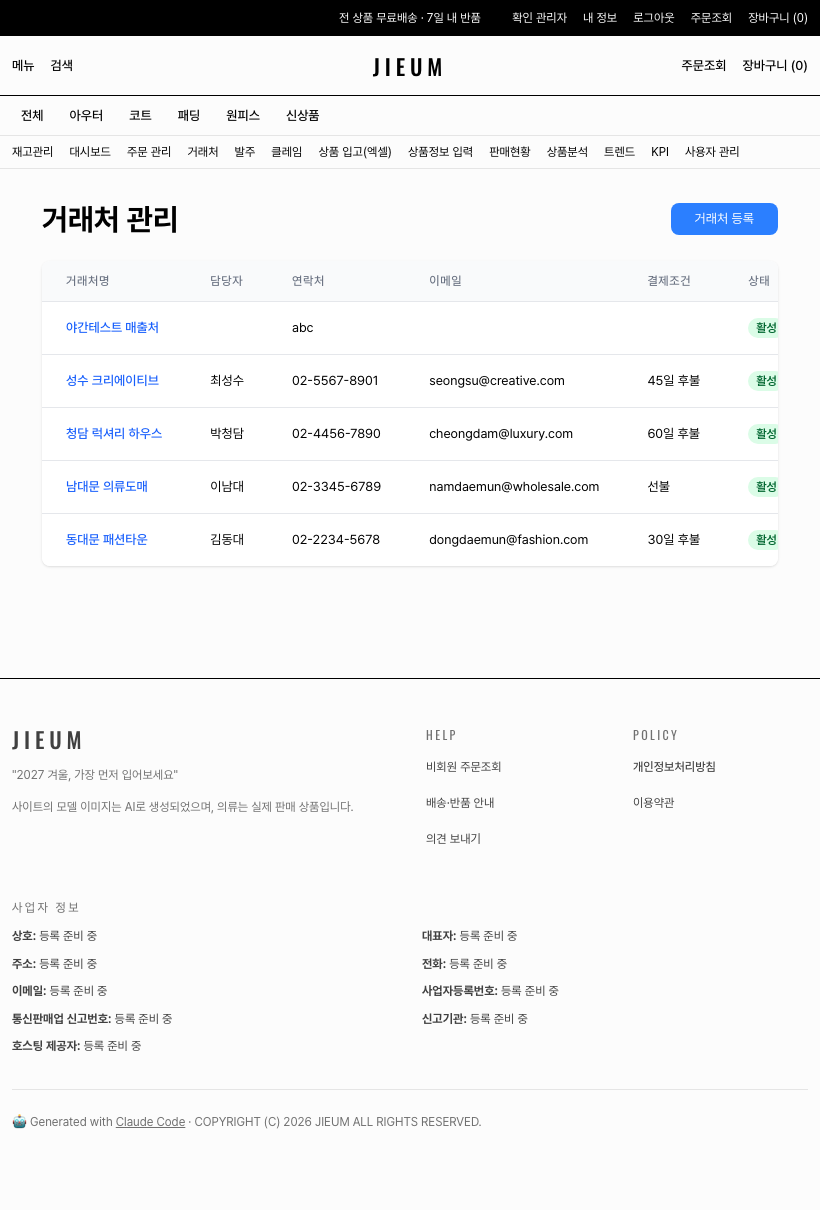 전 상품 무료배송 · 7일 내 반품 확인 관리자 내 정보 로그아웃 주문조회 장바구니 (0)
메뉴 검색 JIEUM 주문조회 장바구니 (0)
전체 아우터 코트 패딩 원피스 신상품
재고관리 대시보드 주문 관리 거래처 발주 클레임 상품 입고(엑셀) 상품정보 입력 판매현황 상품분석 트렌드 KPI 사용자 관리
거래처 관리 거래처 등록
거래처명 담당자 연락처 이메일 결제조건 상태
야간테스트 매출처 abc 활성
성수 크리에이티브 최성수 02-5567-8901 seongsu@creative.com 45일 후불 활성
청담 럭셔리 하우스 박청담 02-4456-7890 cheongdam@luxury.com 60일 후불 활성
남대문 의류도매 이남대 02-3345-6789 namdaemun@wholesale.com 선불 활성
동대문 패션타운 김동대 02-2234-5678 dongdaemun@fashion.com 30일 후불 활성
JIEUM
"2027 겨울, 가장 먼저 입어보세요"
사이트의 모델 이미지는 AI로 생성되었으며, 의류는 실제 판매 상품입니다.
HELP
비회원 주문조회
배송·반품 안내
의견 보내기
POLICY
개인정보처리방침
이용약관
사업자 정보
상호: 등록 준비 중 대표자: 등록 준비 중
주소: 등록 준비 중 전화: 등록 준비 중
이메일: 등록 준비 중 사업자등록번호: 등록 준비 중
통신판매업 신고번호: 등록 준비 중 신고기관: 등록 준비 중
호스팅 제공자: 등록 준비 중
🤖 Generated with Claude Code · COPYRIGHT (C) 2026 JIEUM ALL RIGHTS RESERVED.